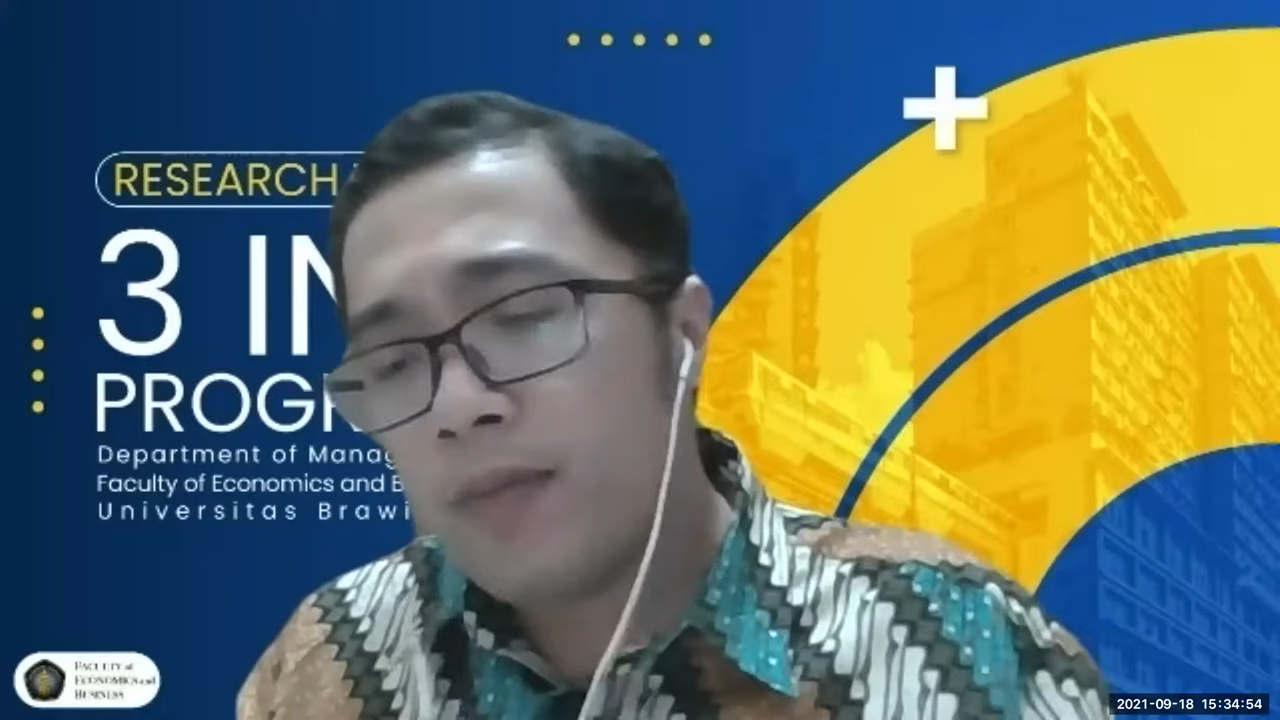 RESEARCH
3 IN
PROG
Department of Manag
Faculty of Economics and B
Universitas Brawi
FACULTY of
ECONOMICS and
BUSINESS
2021-09-18 15:34:54